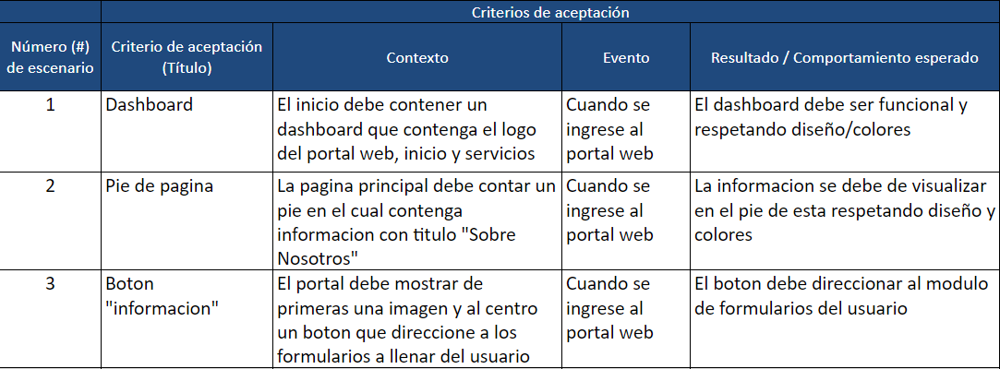 Criterios de aceptación
Número (#)
de escenario
Criterio de aceptación
(Título)
Contexto
Evento
Resultado / Comportamiento esperado
1
Dashboard
El inicio debe contener un
dashboard que contenga el logo
del portal web, inicio y servicios
Cuando se
ingrese al
portal web
El dashboard debe ser funcional y
respetando diseño/colores
2
Pie de pagina
La pagina principal debe contar un
pie en el cual contenga
informacion con titulo "Sobre
Nosotros"
Cuando se
ingrese al
portal web
La informacion se debe de visualizar
en el pie de esta respetando diseño y
colores
3
Boton
"informacion"
El portal debe mostrar de
primeras una imagen y al centro
un boton que direccione a los
formularios a llenar del usuario
Cuando se
ingrese al
portal web
El boton debe direccionar al modulo
de formularios del usuario